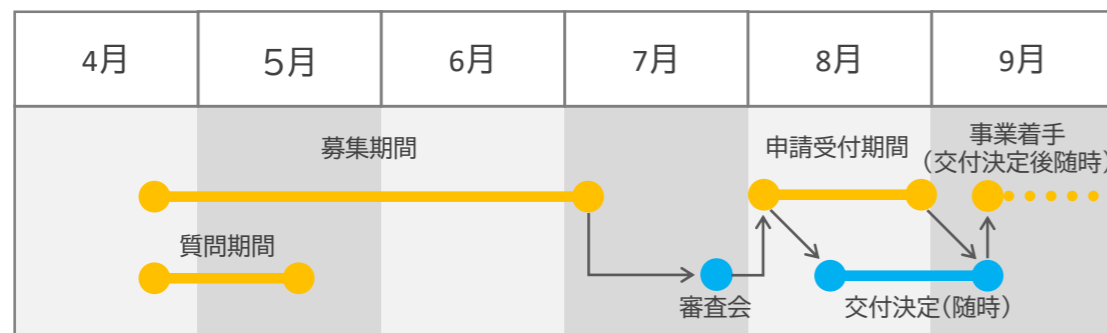 4月
５月
6月
7月
8月
9月
募集期間
申請受付期間
事業着手
（交付決定後随時）
質問期間
審査会
交付決定（随時）